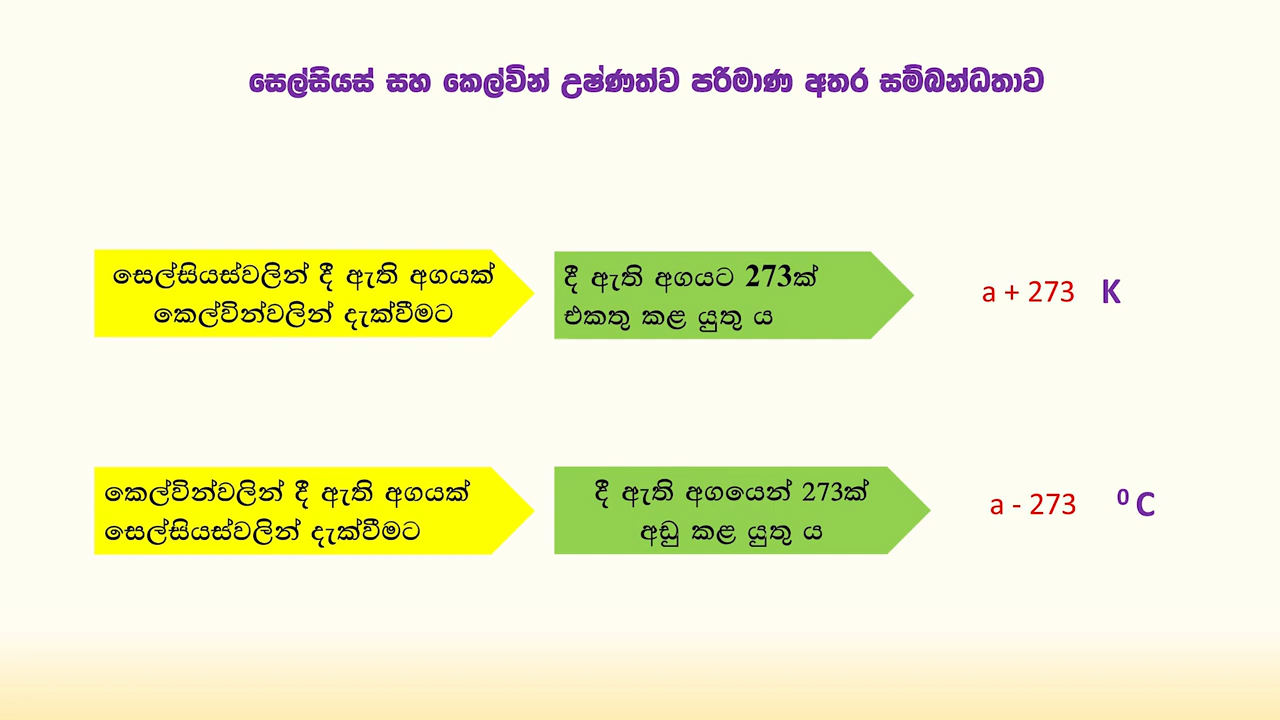 සෙල්සියස් සහ කෙල්වින් උෂ්ණත්ව පරිමාණ අතර සම්බන්ධතාව
සෙල්සියස්වලින් දී ඇති අගයක්
කෙල්වින්වලින් දැක්වීමට
දී ඇති අගයට 273ක්
එකතු කළ යුතු ය
a + 273 K
කෙල්වින්වලින් දී ඇති අගයක්
සෙල්සියස්වලින් දැක්වීමට
දී ඇති අගයෙන් 273ක්
අඩු කළ යුතු ය
a - 273 ⁰ C